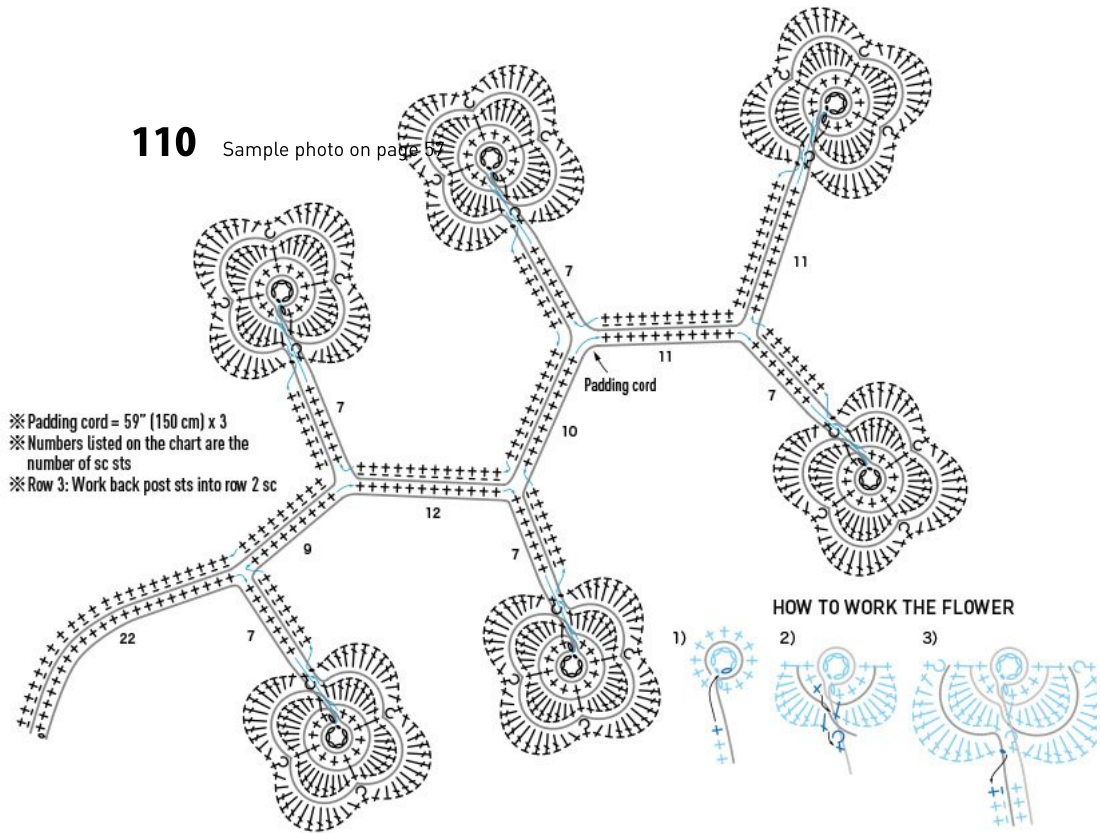 110 Sample photo on page 57
7
11
11
Padding cord
7
7
10
※Padding cord = 59" (150 cm) x 3
※Numbers listed on the chart are the
number of sc sts
※Row 3: Work back post sts into row 2 sc
12
9
7
22
7
HOW TO WORK THE FLOWER
1) 2) 3)